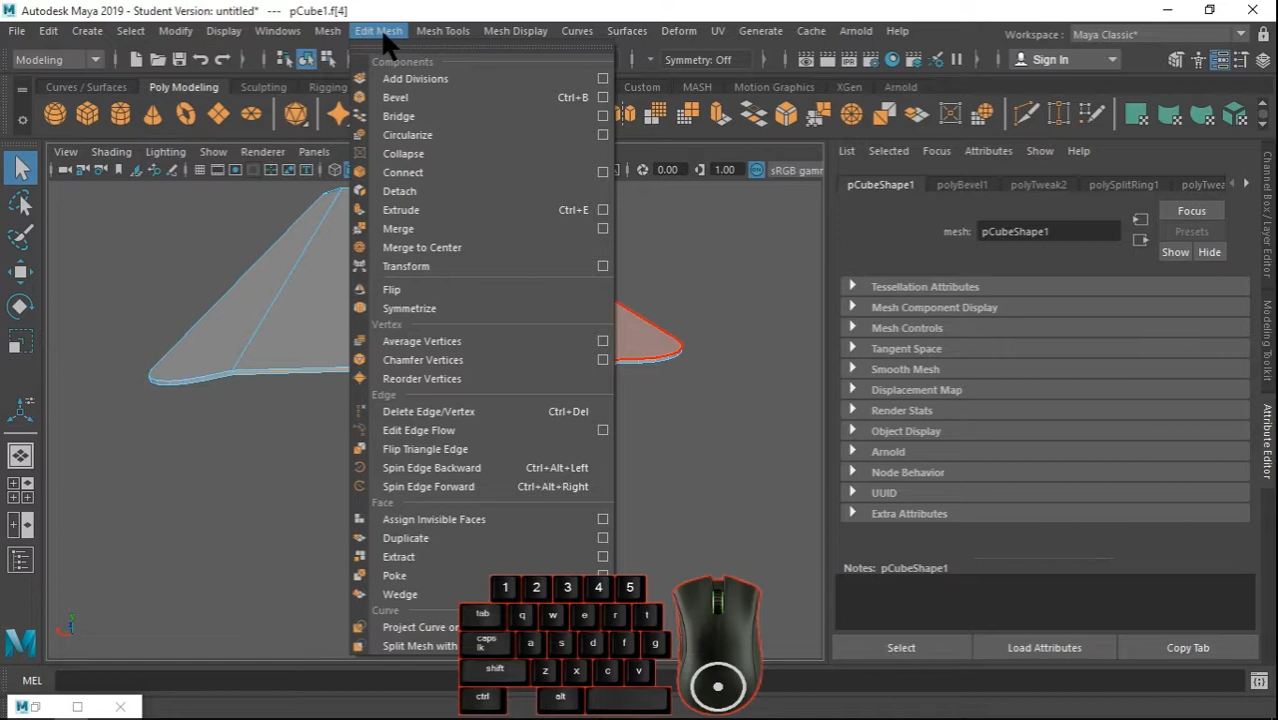 Autodesk Maya 2019 - Student Version: untitled*   ---   pCube1.f[4]
File Edit Create Select Modify Display Windows Mesh Edit Mesh Mesh Tools Mesh Display Curves Surfaces Deform UV Generate Cache Arnold Help Workspace : Maya Classic*
Modeling Symmetry: Off Sign In
Curves / Surfaces Poly Modeling Sculpting Rigging Custom MASH Motion Graphics XGen Arnold
View Shading Lighting Show Renderer Panels
0.00 1.00 sRGB gamm
List Selected Focus Attributes Show Help
pCubeShape1 polyBevel1 polyTweak2 polySplitRing1 polyTwea
Focus
mesh: pCubeShape1
Presets
Show Hide
Tessellation Attributes
Mesh Component Display
Mesh Controls
Tangent Space
Smooth Mesh
Displacement Map
Render Stats
Object Display
Arnold
Node Behavior
UUID
Extra Attributes
Notes: pCubeShape1
Select Load Attributes Copy Tab
Channel Box / Layer Editor
Modeling Toolkit
Attribute Editor
Components
Add Divisions
Bevel Ctrl+B
Bridge
Circularize
Collapse
Connect
Detach
Extrude Ctrl+E
Merge
Merge to Center
Transform
Flip
Symmetrize
Vertex
Average Vertices
Chamfer Vertices
Reorder Vertices
Edge
Delete Edge/Vertex Ctrl+Del
Edit Edge Flow
Flip Triangle Edge
Spin Edge Backward Ctrl+Alt+Left
Spin Edge Forward Ctrl+Alt+Right
Face
Assign Invisible Faces
Duplicate
Extract
Poke
Wedge
Curve
Project Curve on
Split Mesh with
1 2 3 4 5
tab q w e r t
caps lk a s d f g
shift z x c v
ctrl alt
MEL